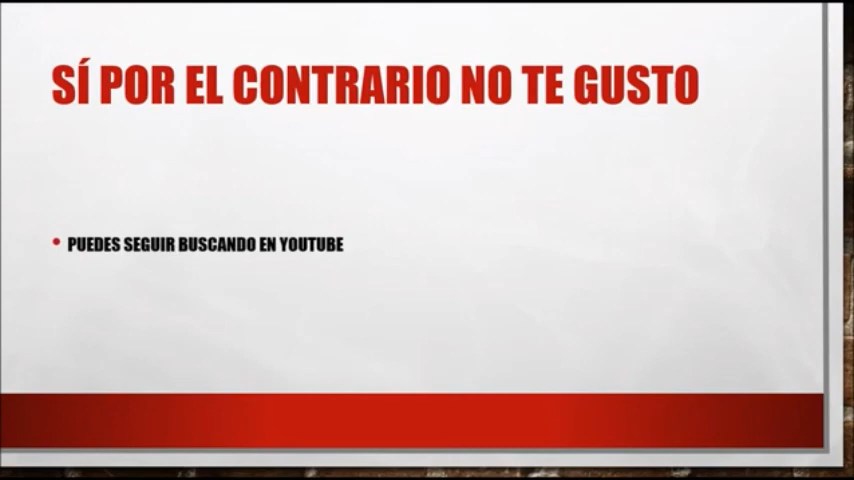 SÍ POR EL CONTRARIO NO TE GUSTO
• PUEDES SEGUIR BUSCANDO EN YOUTUBE